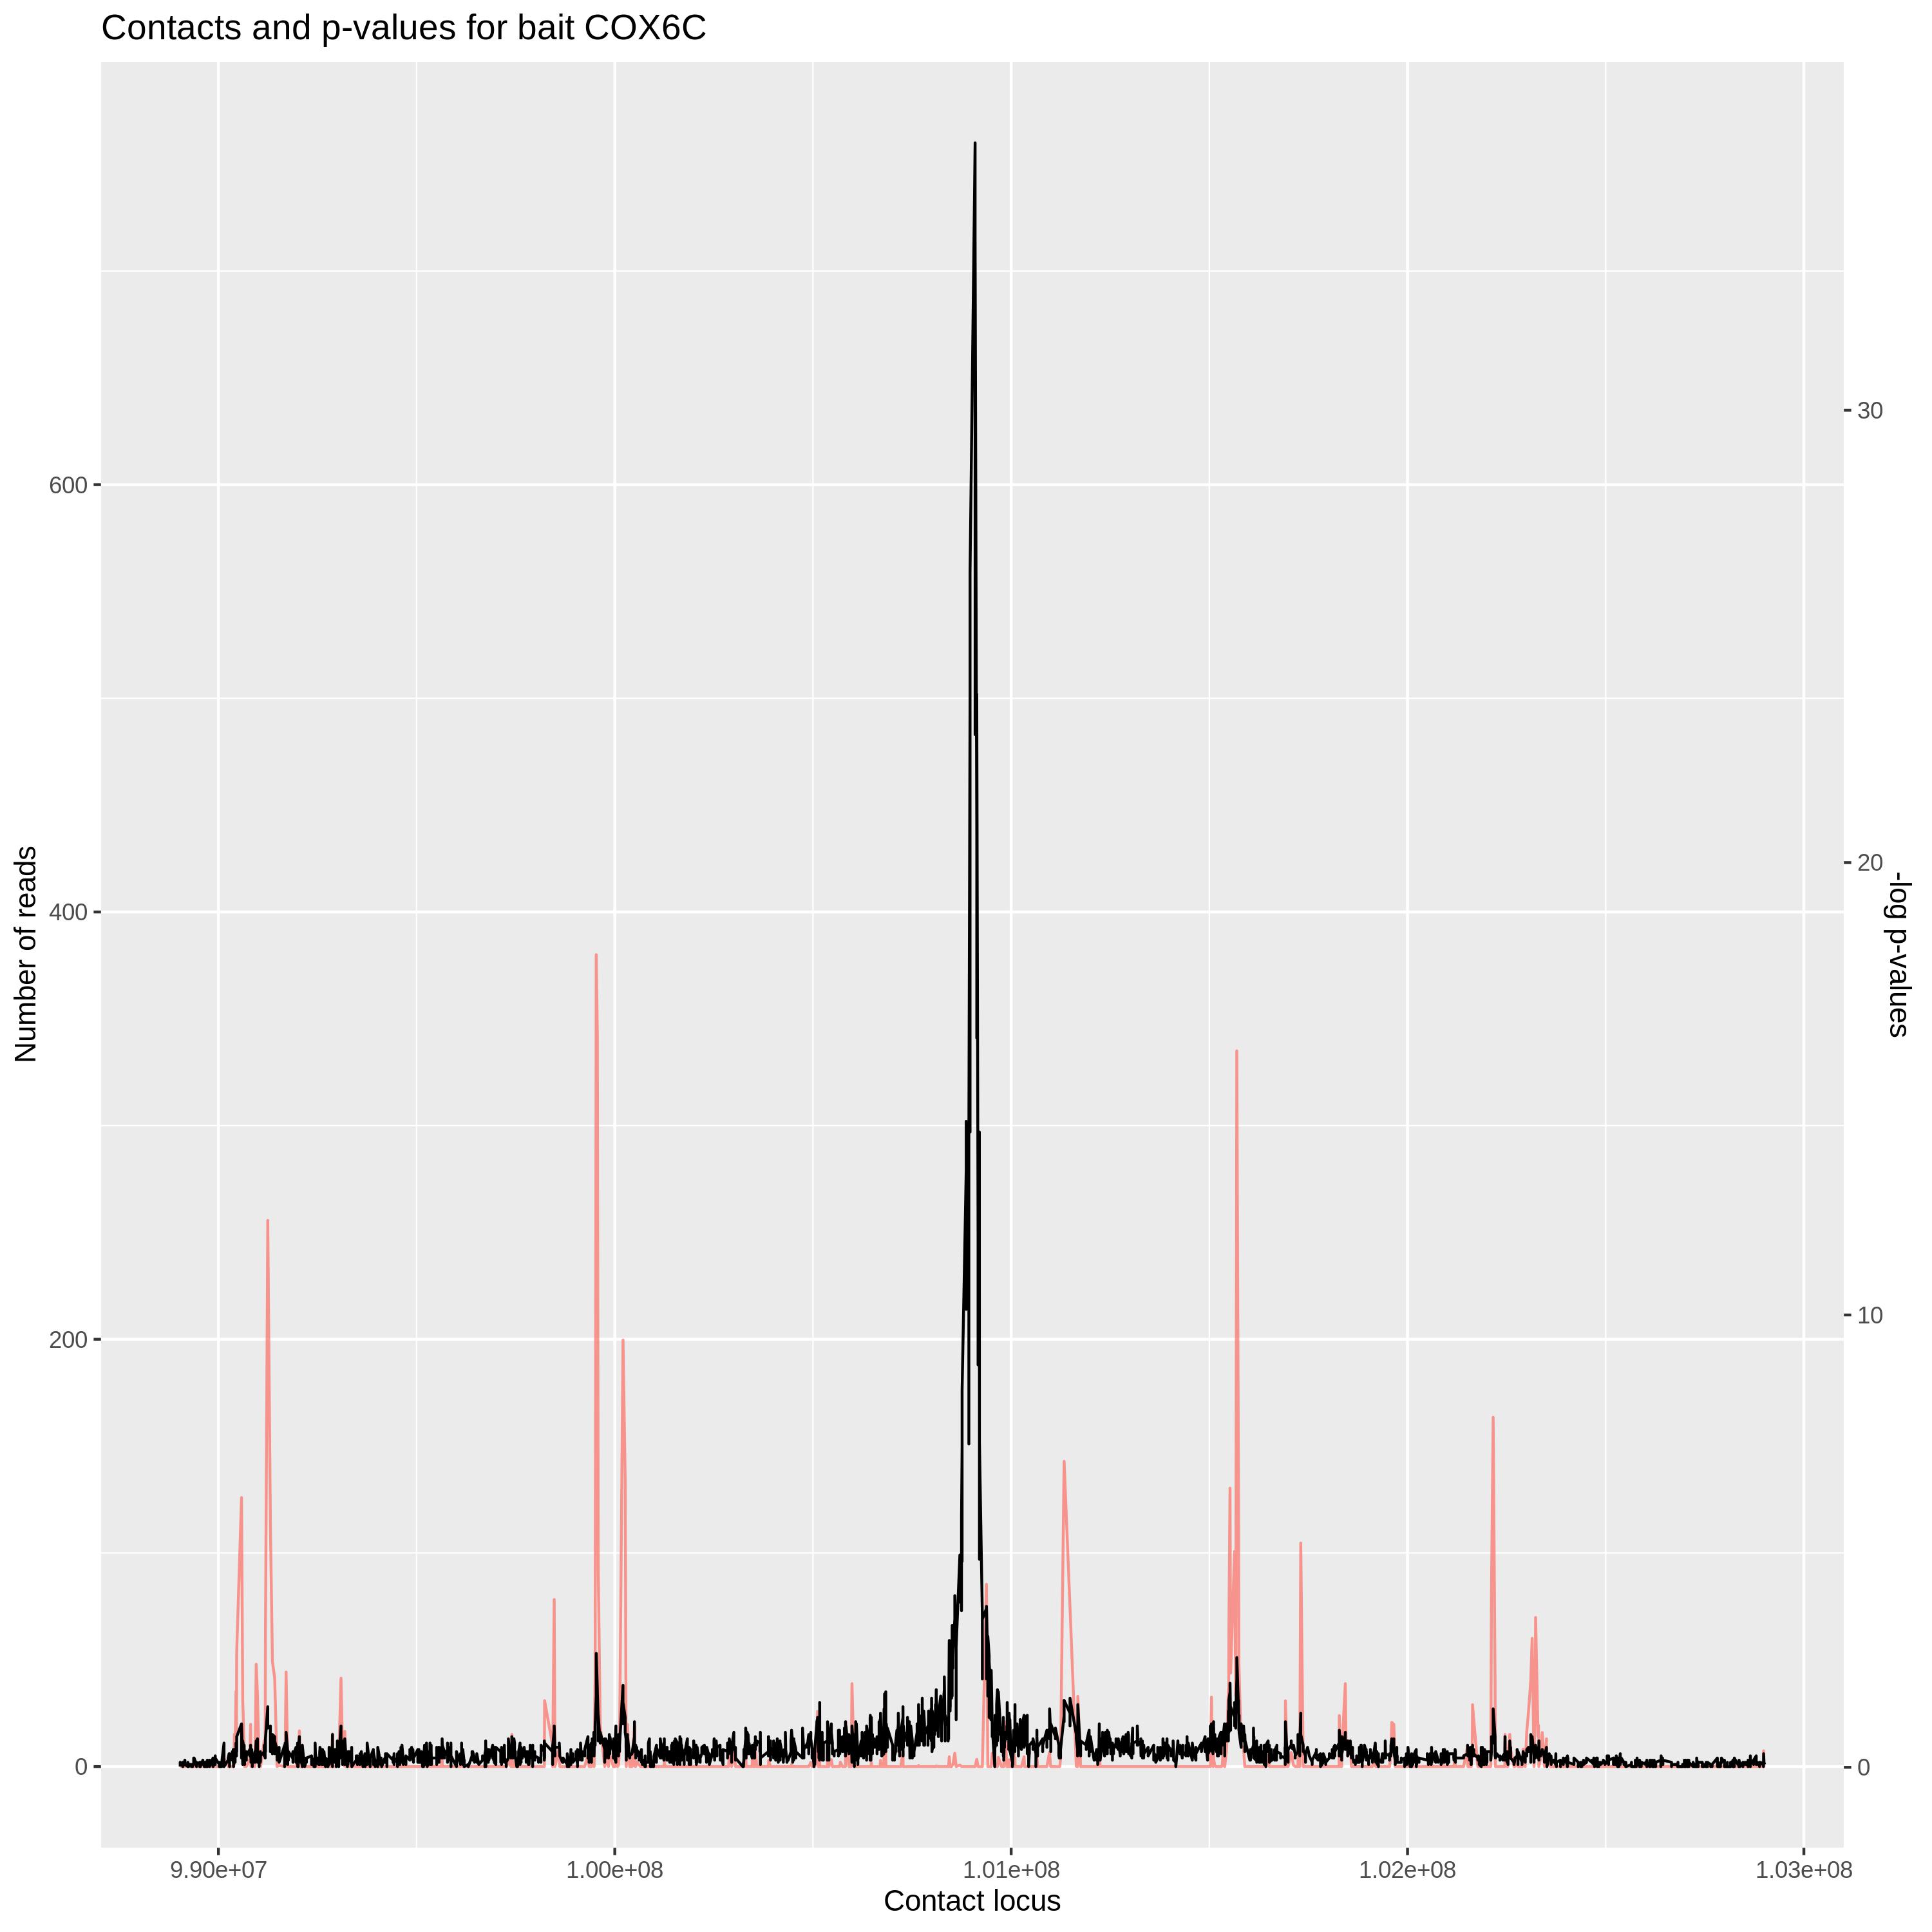 Contacts and p-values for bait COX6C
Number of reads
600
400
200
0
30
20
10
0
-log p-values
9.90e+07 1.00e+08 1.01e+08 1.02e+08 1.03e+08
Contact locus